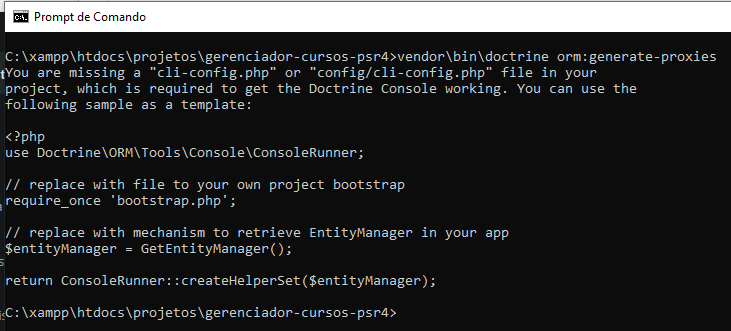 Prompt de Comando
C:\xampp\htdocs\projetos\gerenciador-cursos-psr4>vendor\bin\doctrine orm:generate-proxies
You are missing a "cli-config.php" or "config/cli-config.php" file in your
project, which is required to get the Doctrine Console working. You can use the
following sample as a template:
<?php
use Doctrine\ORM\Tools\Console\ConsoleRunner;
// replace with file to your own project bootstrap
require_once 'bootstrap.php';
// replace with mechanism to retrieve EntityManager in your app
$entityManager = GetEntityManager();
return ConsoleRunner::createHelperSet($entityManager);
C:\xampp\htdocs\projetos\gerenciador-cursos-psr4>